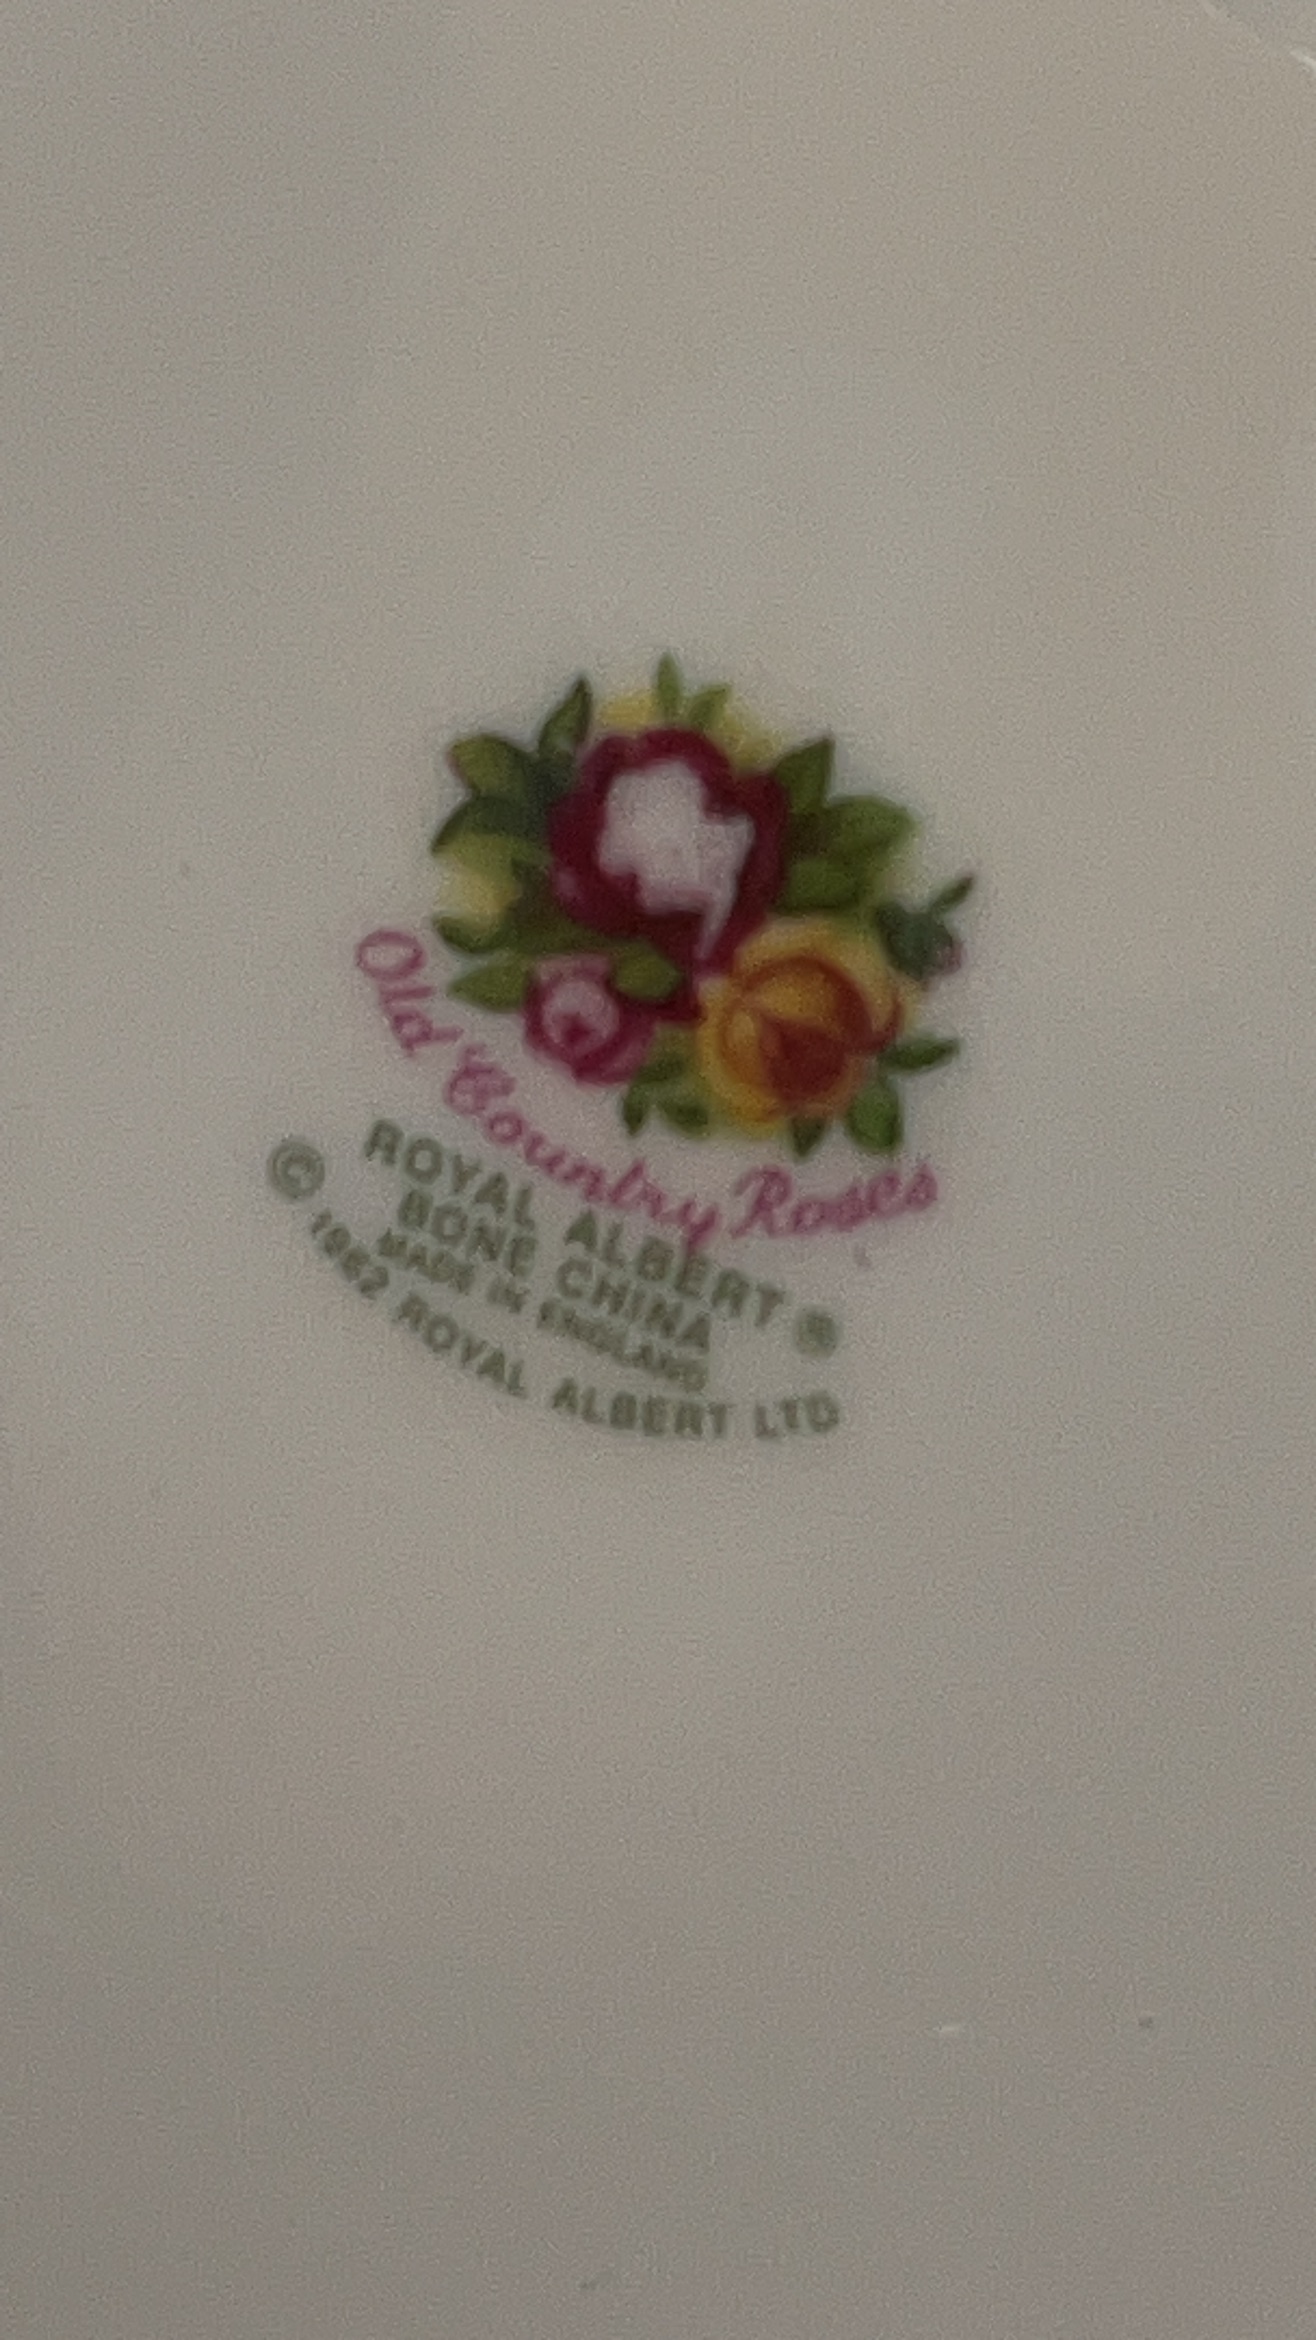 Old Country Roses
ROYAL ALBERT ®
BONE CHINA
MADE IN ENGLAND
© 1962 ROYAL ALBERT LTD